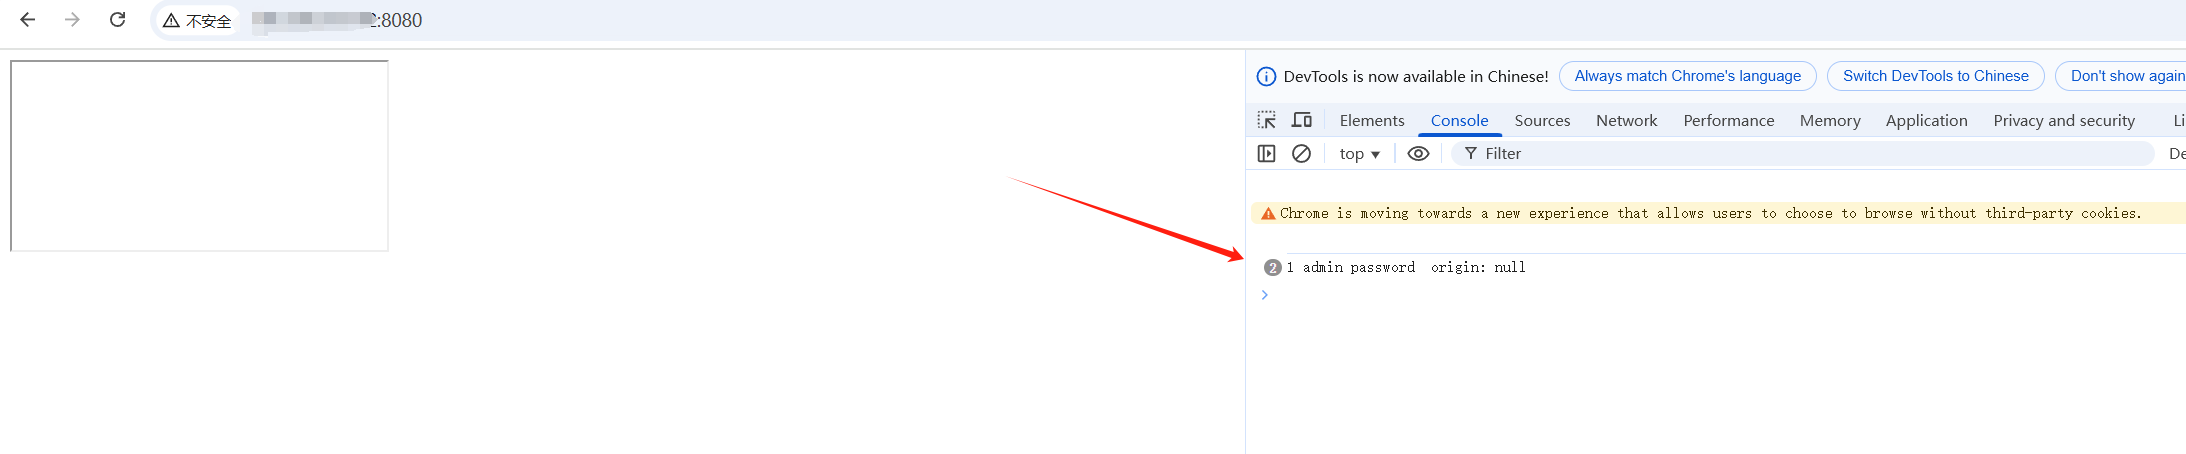 不安全 2:8080
DevTools is now available in Chinese! Always match Chrome's language Switch DevTools to Chinese Don't show again
Elements Console Sources Network Performance Memory Application Privacy and security Li
top Filter De
Chrome is moving towards a new experience that allows users to choose to browse without third-party cookies.
2 1 admin password origin: null